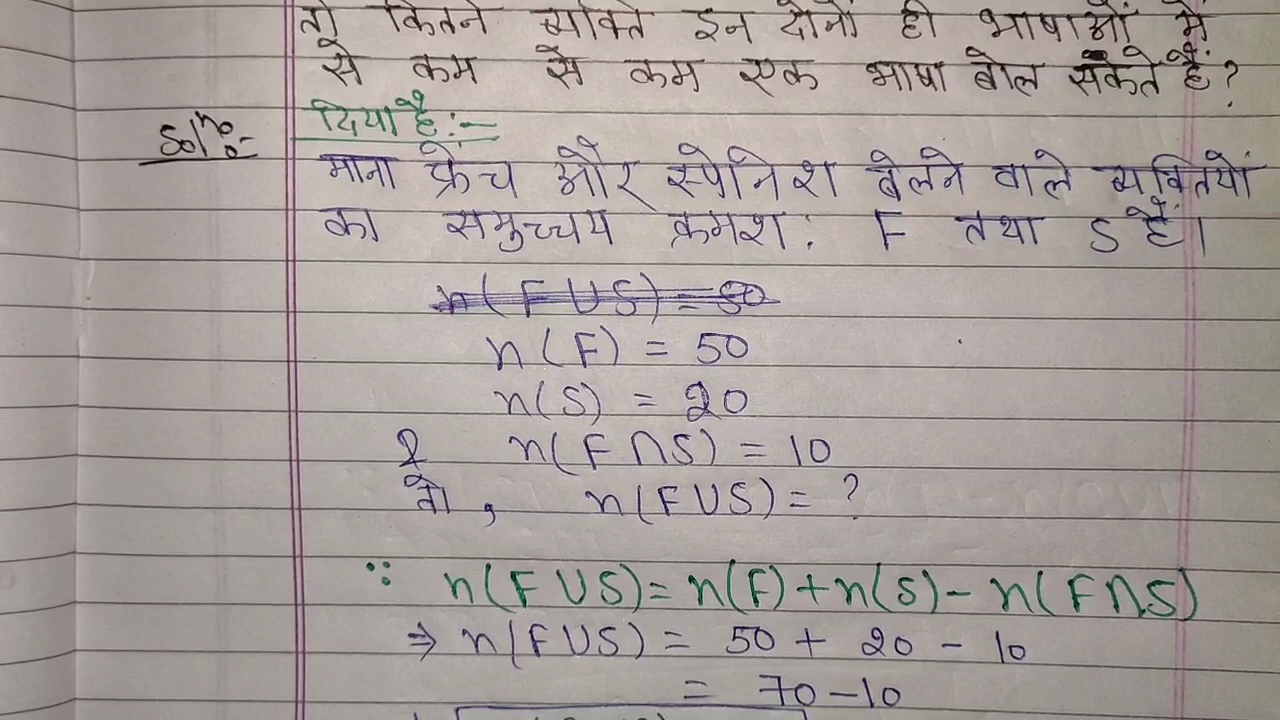 तो कितने व्यक्ति इन दोनों ही भाषाओं में
से कम से कम एक भाषा बोल सकते हैं?
Solno:-
दिया है:-
माना फ्रेंच और स्पेनिश बोलने वाले व्यक्तियों
का समुच्चय क्रमश: F तथा S हैं।
n(F∪S) = 50
n(F) = 50
n(S) = 20
& n(F∩S) = 10
तो, n(F∪S) = ?
∵ n(F∪S) = n(F) + n(S) - n(F∩S)
⇒ n(F∪S) = 50 + 20 - 10
= 70 - 10